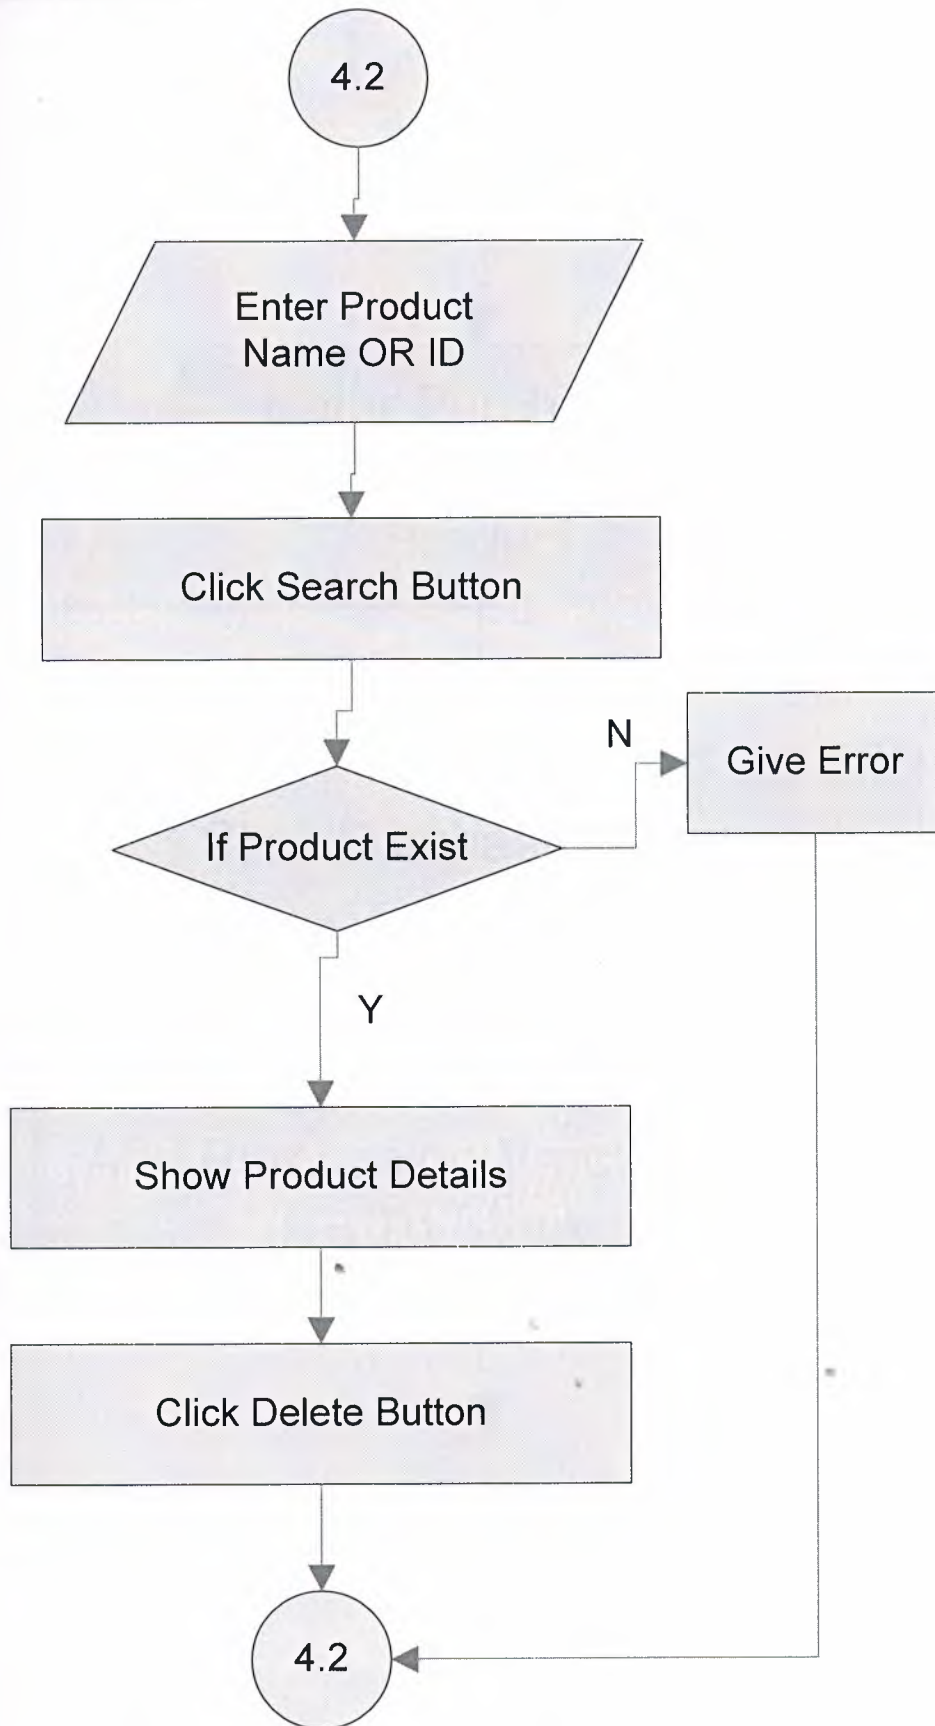 4.2
Enter Product
Name OR ID
Click Search Button
N
Give Error
If Product Exist
Y
Show Product Details
Click Delete Button
4.2